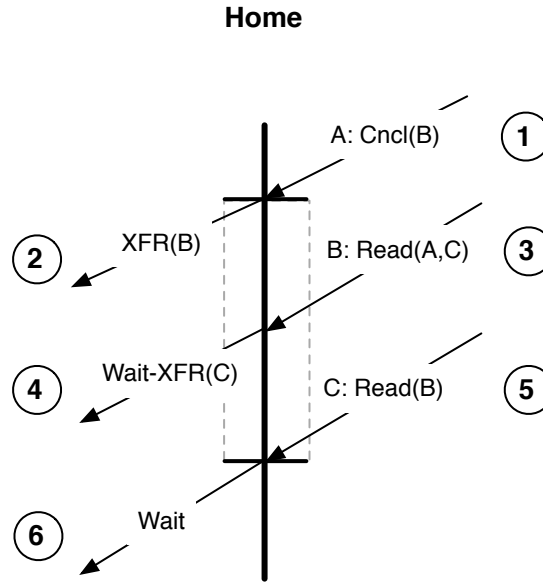 Home
A: Cncl(B)
1
XFR(B)
2
B: Read(A,C)
3
Wait-XFR(C)
4
C: Read(B)
5
Wait
6